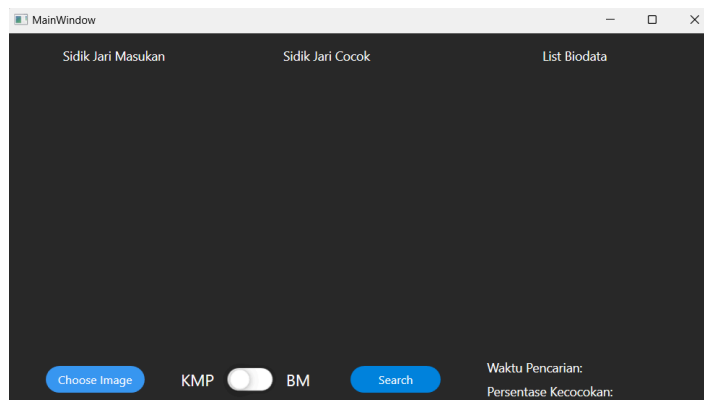 MainWindow
Sidik Jari Masukan
Sidik Jari Cocok
List Biodata
Choose Image
KMP
BM
Search
Waktu Pencarian:
Persentase Kecocokan: